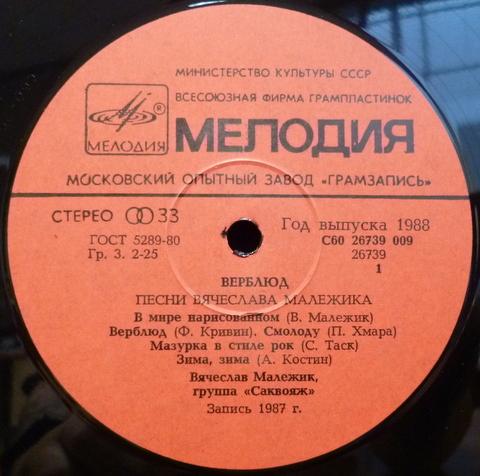 МИНИСТЕРСТВО КУЛЬТУРЫ СССР
ВСЕСОЮЗНАЯ ФИРМА ГРАМПЛАСТИНОК
®
МЕЛОДИЯ
МЕЛОДИЯ
МОСКОВСКИЙ ОПЫТНЫЙ ЗАВОД «ГРАМЗАПИСЬ»
СТЕРЕО 33
Год выпуска 1988
ГОСТ 5289-80
С60 26739 009
Гр. 3. 2-25
26739
1
ВЕРБЛЮД
ПЕСНИ ВЯЧЕСЛАВА МАЛЕЖИКА
В мире нарисованном (В. Малежик)
Верблюд (Ф. Кривин). Смолоду (П. Хмара)
Мазурка в стиле рок (С. Таск)
Зима, зима (А. Костин)
Вячеслав Малежик,
группа «Саквояж»
Запись 1987 г.